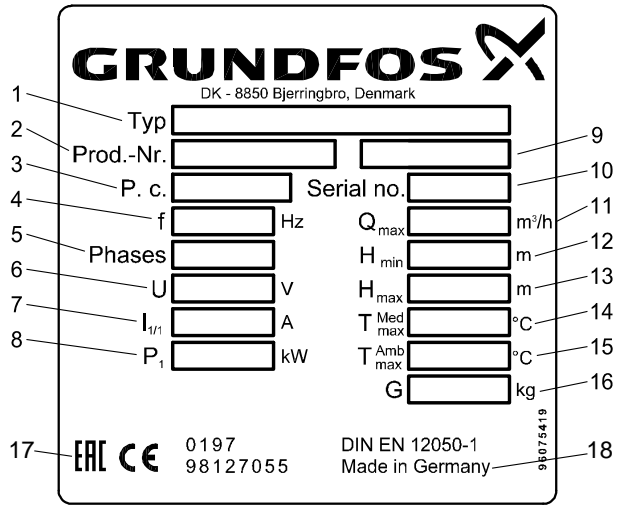 GRUNDFOS
DK - 8850 Bjerringbro, Denmark
1 Typ
2 Prod.-Nr. 9
3 P. c. Serial no. 10
4 f Hz Qmax m³/h 11
5 Phases H min m 12
6 U V Hmax m 13
7 I1/1 A T Med max °C 14
8 P1 kW T Amb max °C 15
G kg 16
96075419
17 EAC CE 0197 DIN EN 12050-1 18
98127055 Made in Germany